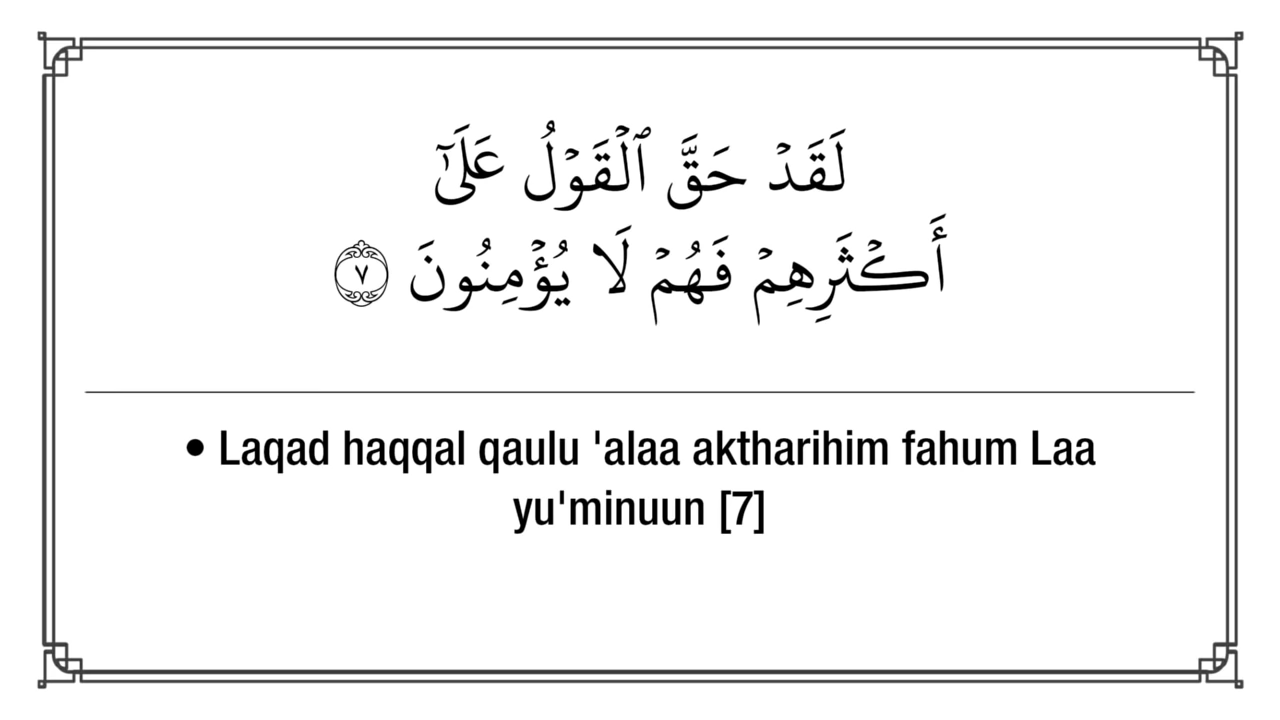 لَقَدۡ حَقَّ ٱلۡقَوۡلُ عَلَىٰٓ
أَكۡثَرِهِمۡ فَهُمۡ لَا يُؤۡمِنُونَ ٧
• Laqad haqqal qaulu 'alaa aktharihim fahum Laa
yu'minuun [7]